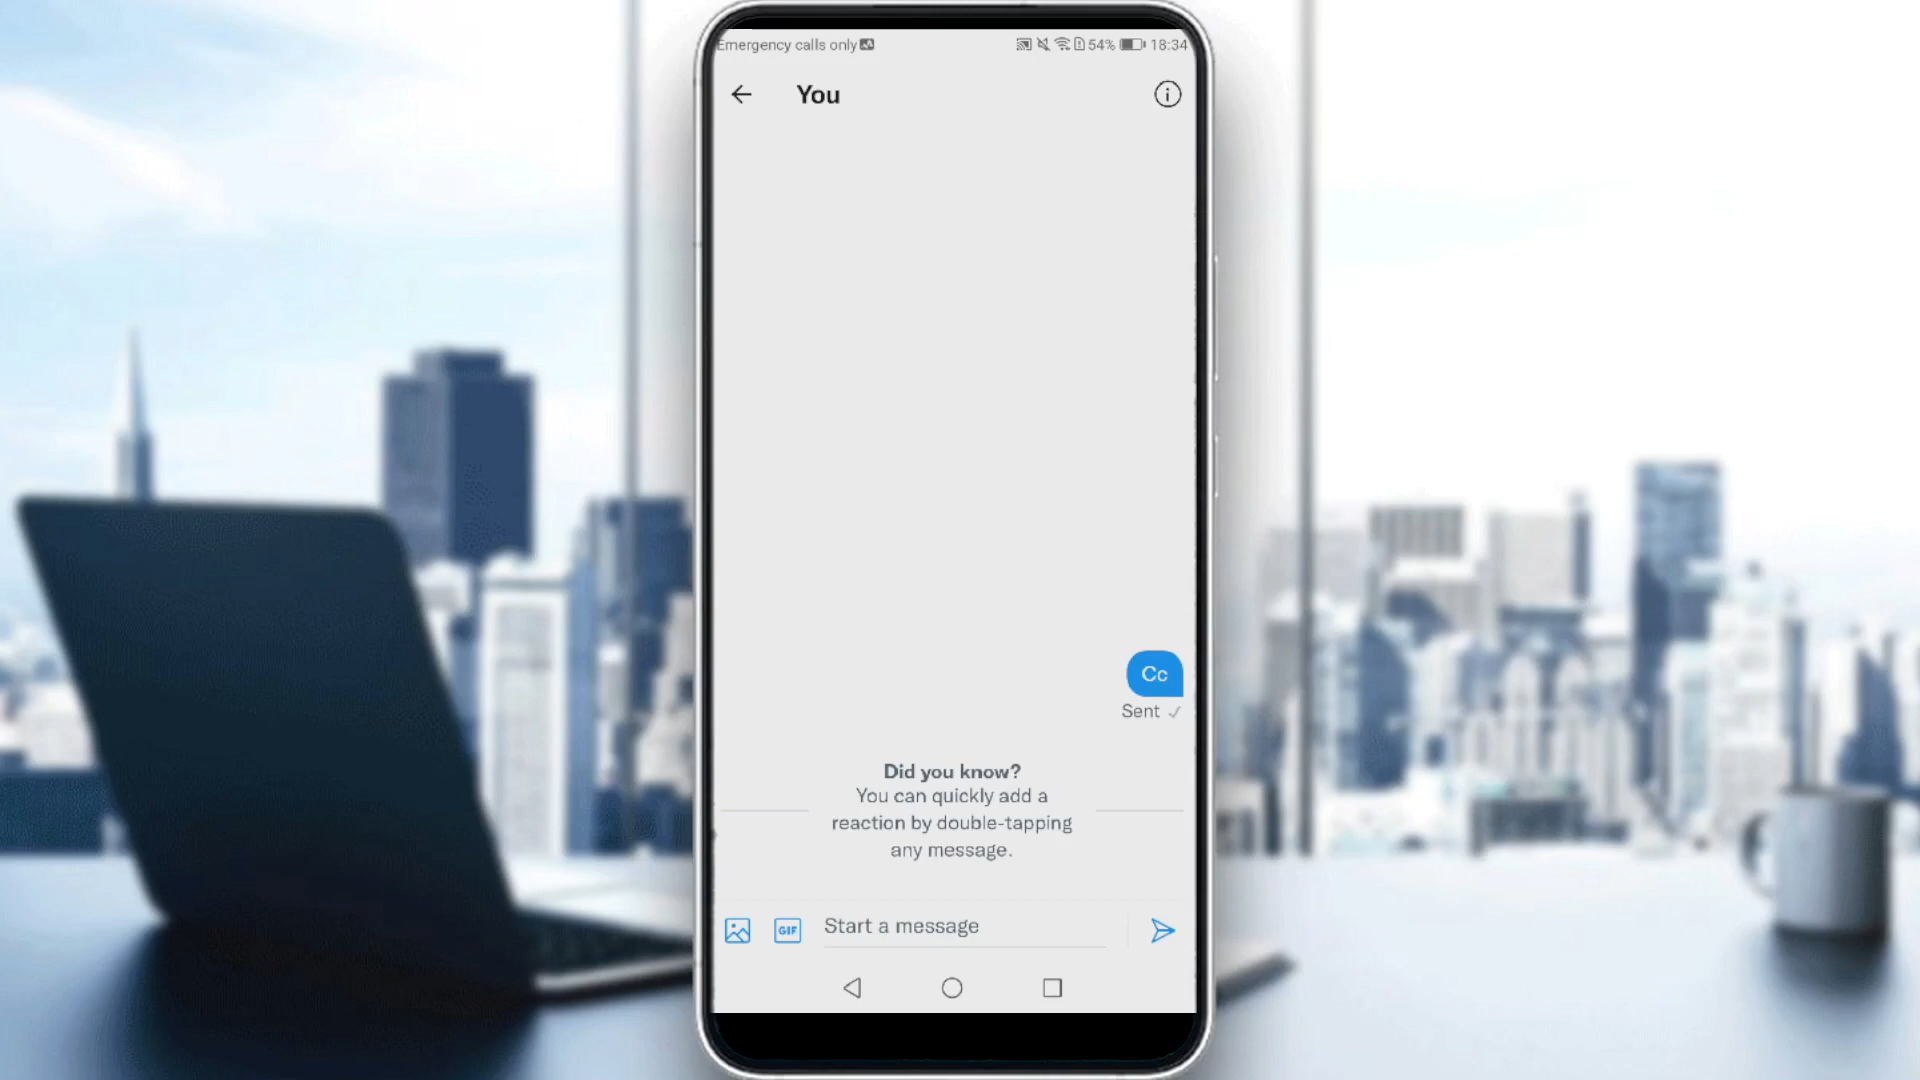 Emergency calls only 54% 18:34
You
Cc
Sent
Did you know?
You can quickly add a
reaction by double-tapping
any message.
GIF Start a message